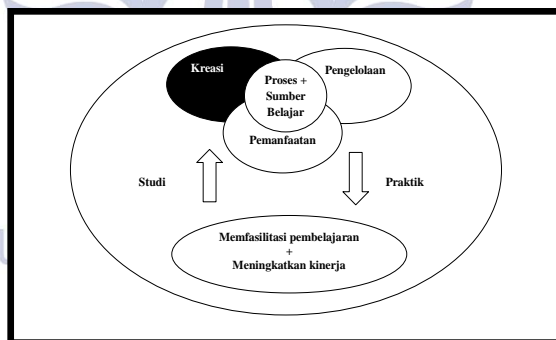 Kreasi
Pengelolaan
Proses +
Sumber
Belajar
Pemanfaatan
Studi
Praktik
Memfasilitasi pembelajaran
+
Meningkatkan kinerja